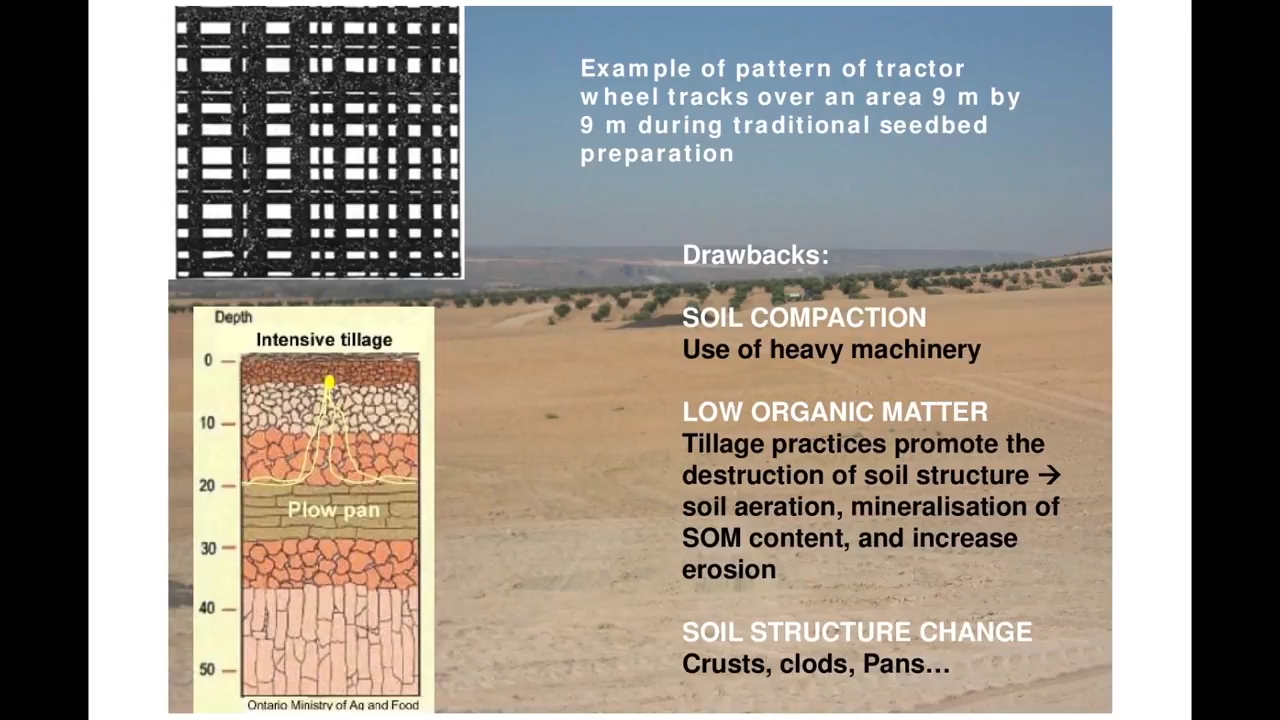 Example of pattern of tractor
wheel tracks over an area 9 m by
9 m during traditional seedbed
preparation
Drawbacks:
SOIL COMPACTION
Use of heavy machinery
LOW ORGANIC MATTER
Tillage practices promote the
destruction of soil structure →
soil aeration, mineralisation of
SOM content, and increase
erosion
SOIL STRUCTURE CHANGE
Crusts, clods, Pans…
Depth
Intensive tillage
0
10
20
Plow pan
30
40
50
Ontario Ministry of Ag and Food